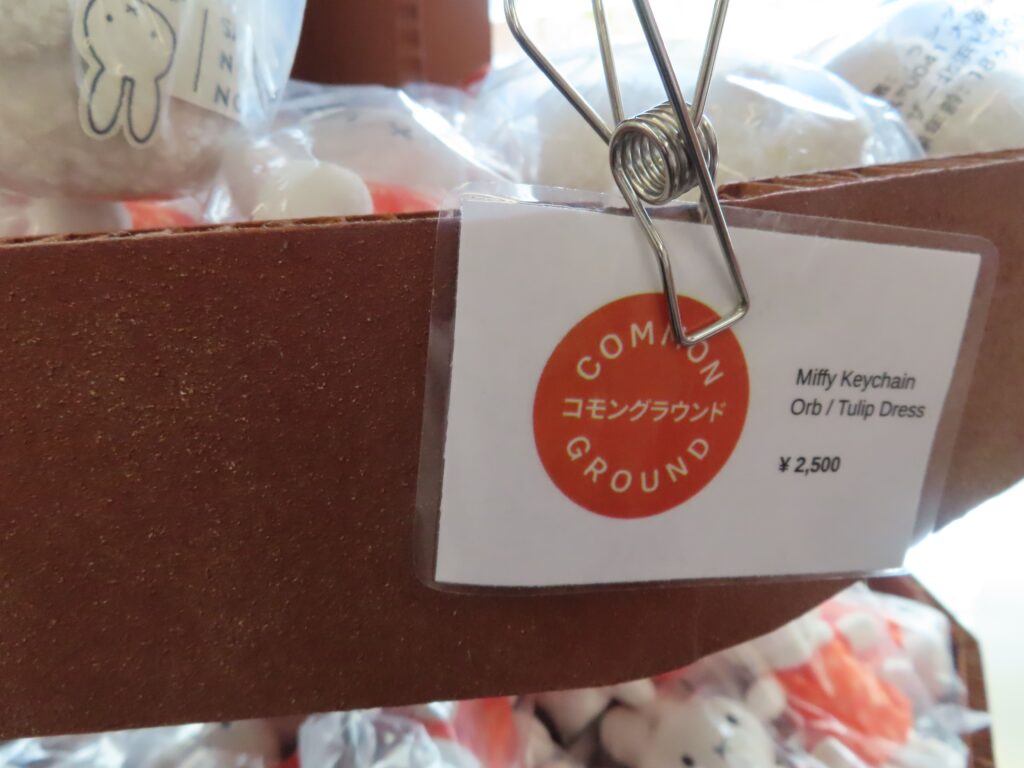 COMMON
コモングラウンド
GROUND
Miffy Keychain
Orb / Tulip Dress
¥ 2,500